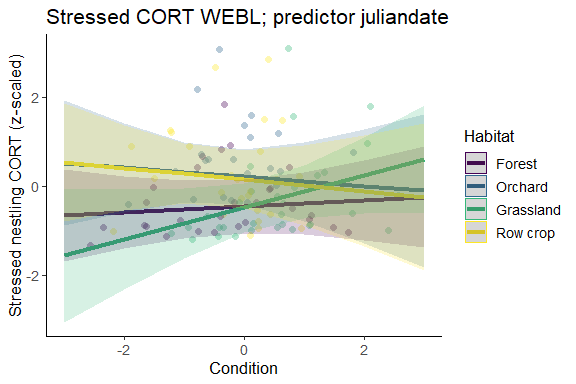 Stressed CORT WEBL; predictor juliandate
Stressed nestling CORT (z-scaled)
2
0
-2
-2
0
2
Condition
Habitat
Forest
Orchard
Grassland
Row crop